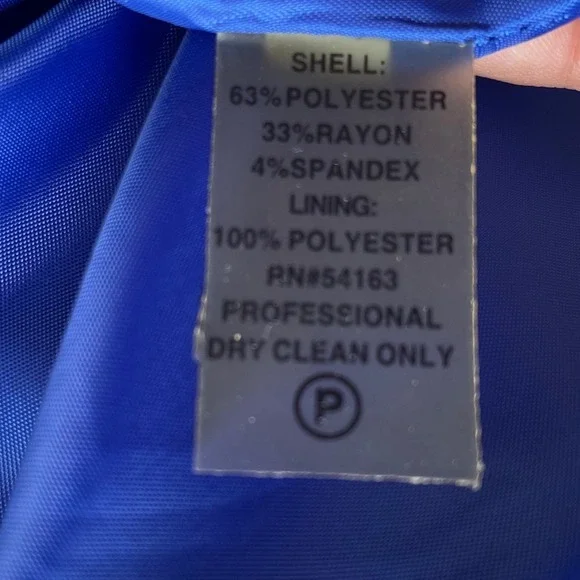 SHELL:
63%POLYESTER
33%RAYON
4%SPANDEX
LINING:
100% POLYESTER
RN#54163
PROFESSIONAL
DRY CLEAN ONLY
P